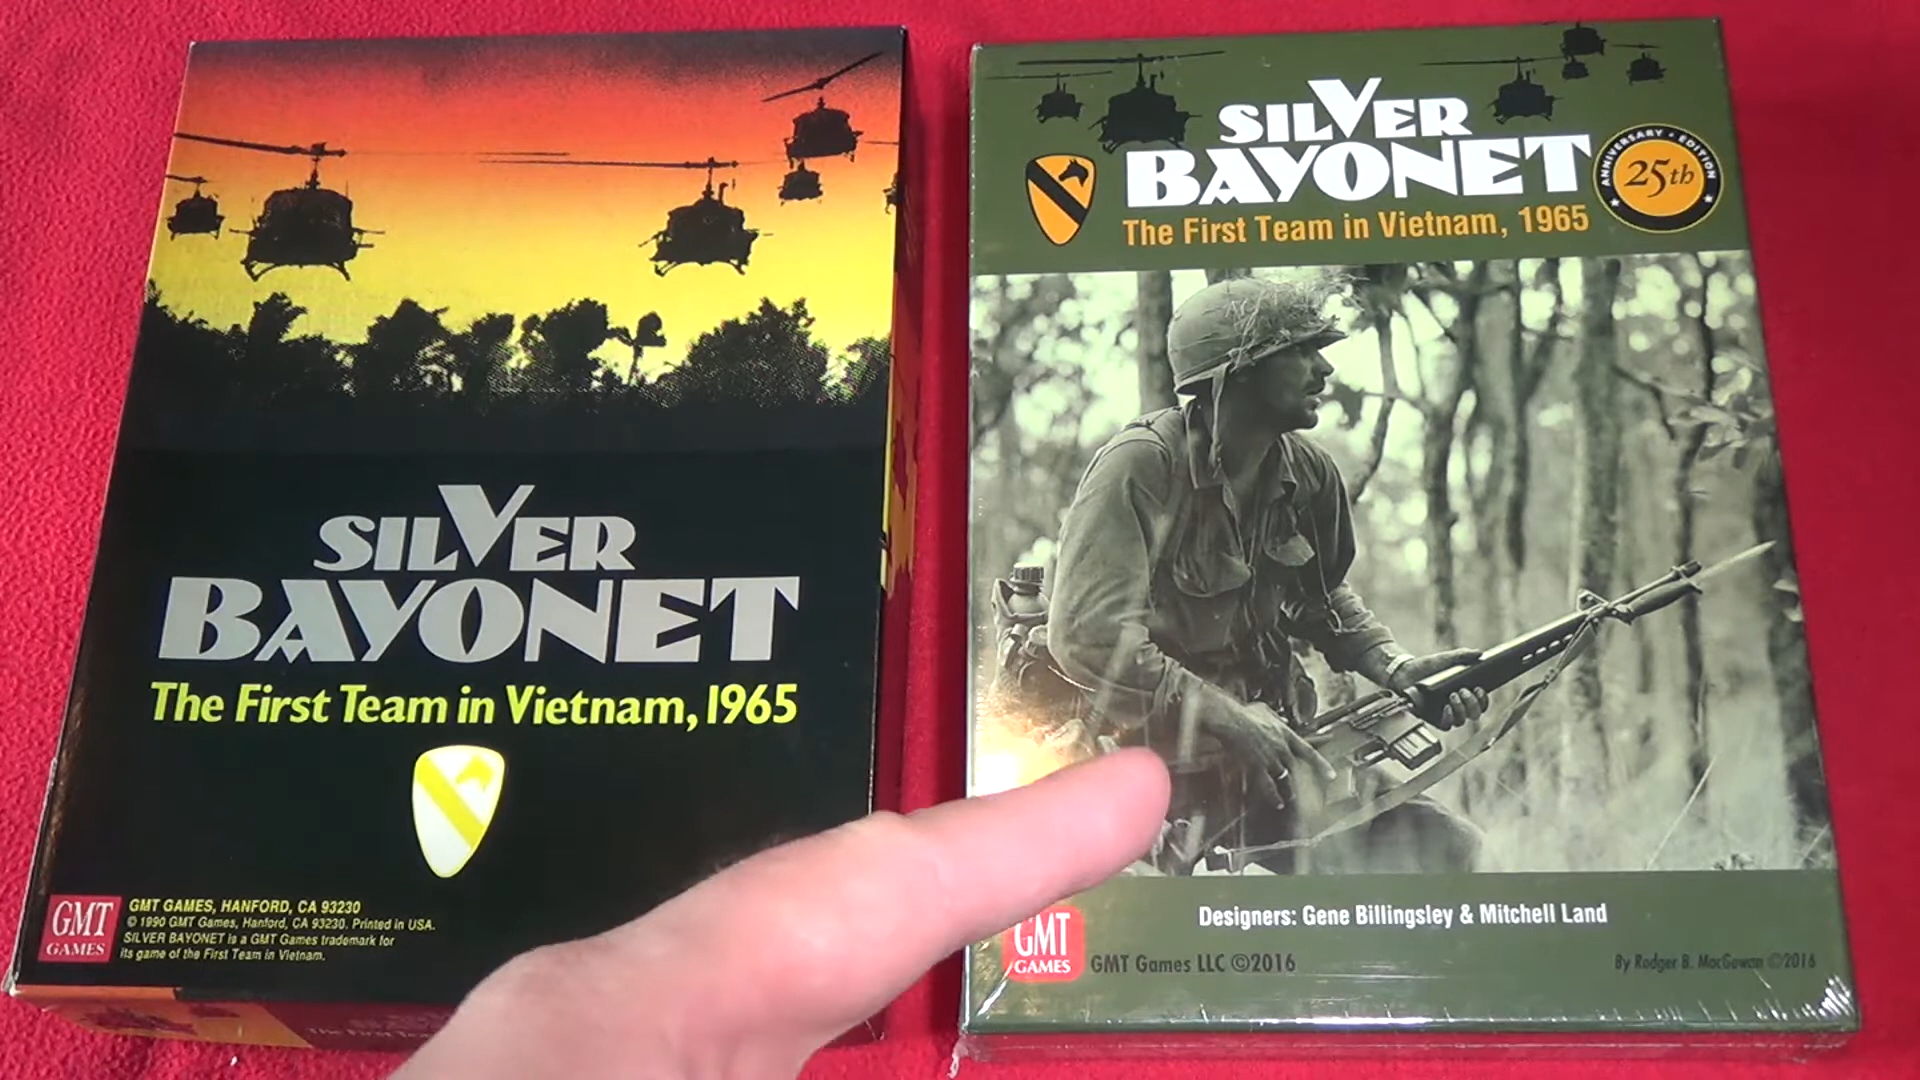 SILVER
BAYONET
The First Team in Vietnam, 1965
GMT
GAMES
GMT GAMES, HANFORD, CA 93230
© 1990 GMT Games, Hanford, CA 93230. Printed in USA.
SILVER BAYONET is a GMT Games trademark for
its game of the First Team in Vietnam.
The First
SILVER
BAYONET
The First Team in Vietnam, 1965
ANNIVERSARY • EDITION
25th
Designers: Gene Billingsley & Mitchell Land
GMT
GAMES
GMT Games LLC ©2016
By Rodger B. MacGowan ©2016